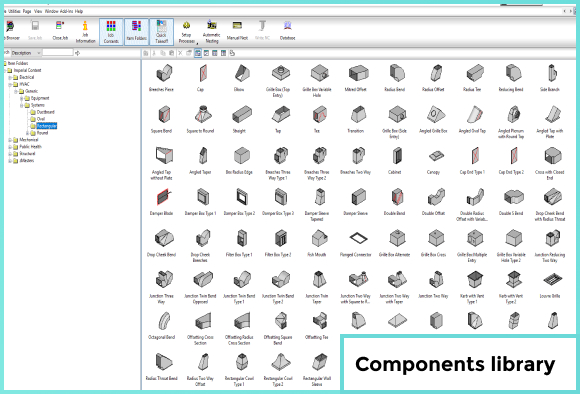 Utilities Page View Window Add-Ins Help
Browser Save Job Close Job Job Information Job Contents Item Folders Quick Takeoff Setup Processes Automatic Nesting Manual Nest Write NC Database
Description
Item Folders
Imperial Content
Electrical
HVAC
Generic
Equipment
Systems
Ductboard
Oval
Rectangular
Round
Mechanical
Public Health
Structural
zMasters
Breeches Piece Cap Elbow Grille Box (Top Entry) Grille Box Variable Hole Mitred Offset Radius Bend Radius Offset Radius Tee Reducing Bend Side Branch
Square Bend Square to Round Straight Tap Tee Transition Grille Box (Side Entry) Angled Grille Box Angled Oval Tap Angled Plenum with Round Tap Angled Tap with Plate
Angled Tap without Plate Angled Taper Box Radius Edge Breeches Three Way Type 1 Breeches Three Way Type 2 Breeches Two Way Cabinet Canopy Cap End Type 1 Cap End Type 2 Cross with Closed End
Damper Blade Damper Box Type 1 Damper Box Type 2 Damper Box Type 3 Damper Sleeve Tapered Damper Sleeve Double Bend Double Offset Double Radius Offset with Variab... Double S Bend Drop Cheek Bend with Radius Throat
Drop Cheek Bend Drop Cheek Breeches Filter Box Type 1 Filter Box Type 2 Fish Mouth Flanged Connector Grille Box Alternate Grille Box Cross Grille Box Multiple Entry Grille Box Variable Hole Type 2 Junction Reducing Two Way
Junction Three Way Junction Twin Bend Opposed Junction Twin Bend Type 1 Junction Twin Bend Type 2 Junction Twin Taper Junction Two Way with Square to R... Junction Two Way with Taper Junction Two Way Kerb with Vent Type 1 Kerb with Vent Type 2 Louvre Drilla
Octagonal Bend Offsetting Cross Section Offsetting Radius Cross Section Offsetting Square Bend Offsetting Tee
Radius Throat Bend Radius Two Way Offset Rectangular Cowl Type 1 Rectangular Cowl Type 2 Rectangular Wall Sleeve
Components library